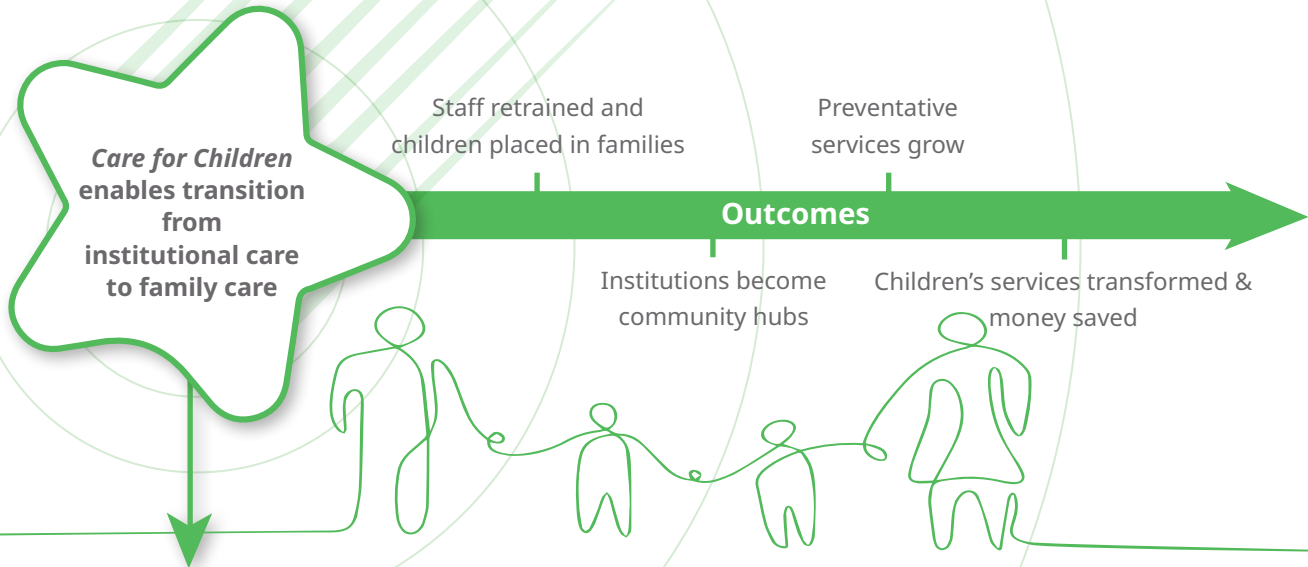 Care for Children
enables transition
from
institutional care
to family care
Staff retrained and
children placed in families
Preventative
services grow
Outcomes
Institutions become
community hubs
Children’s services transformed &
money saved